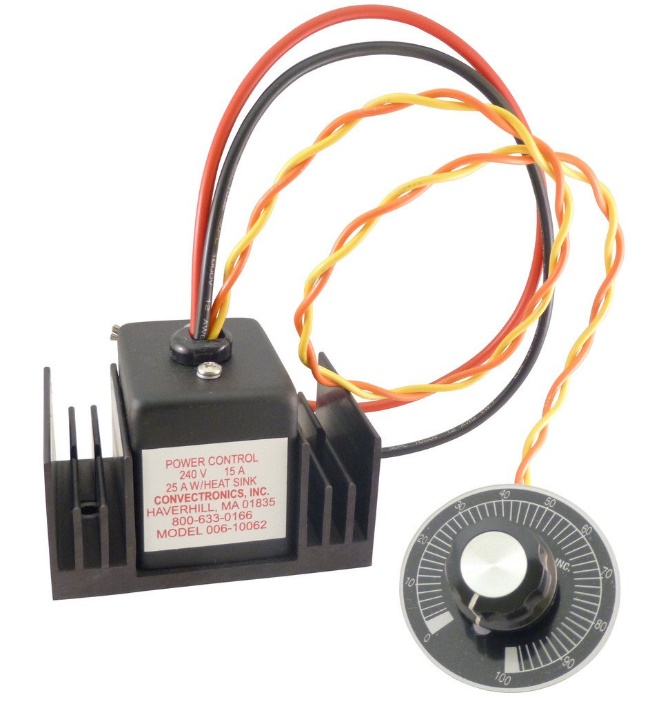 POWER CONTROL
240 V 15 A
25 A W/HEAT SINK
CONVECTRONICS, INC.
HAVERHILL, MA 01835
800-633-0166
MODEL 006-10062
0
10
20
30
40
50
60
70
80
90
100
INC.